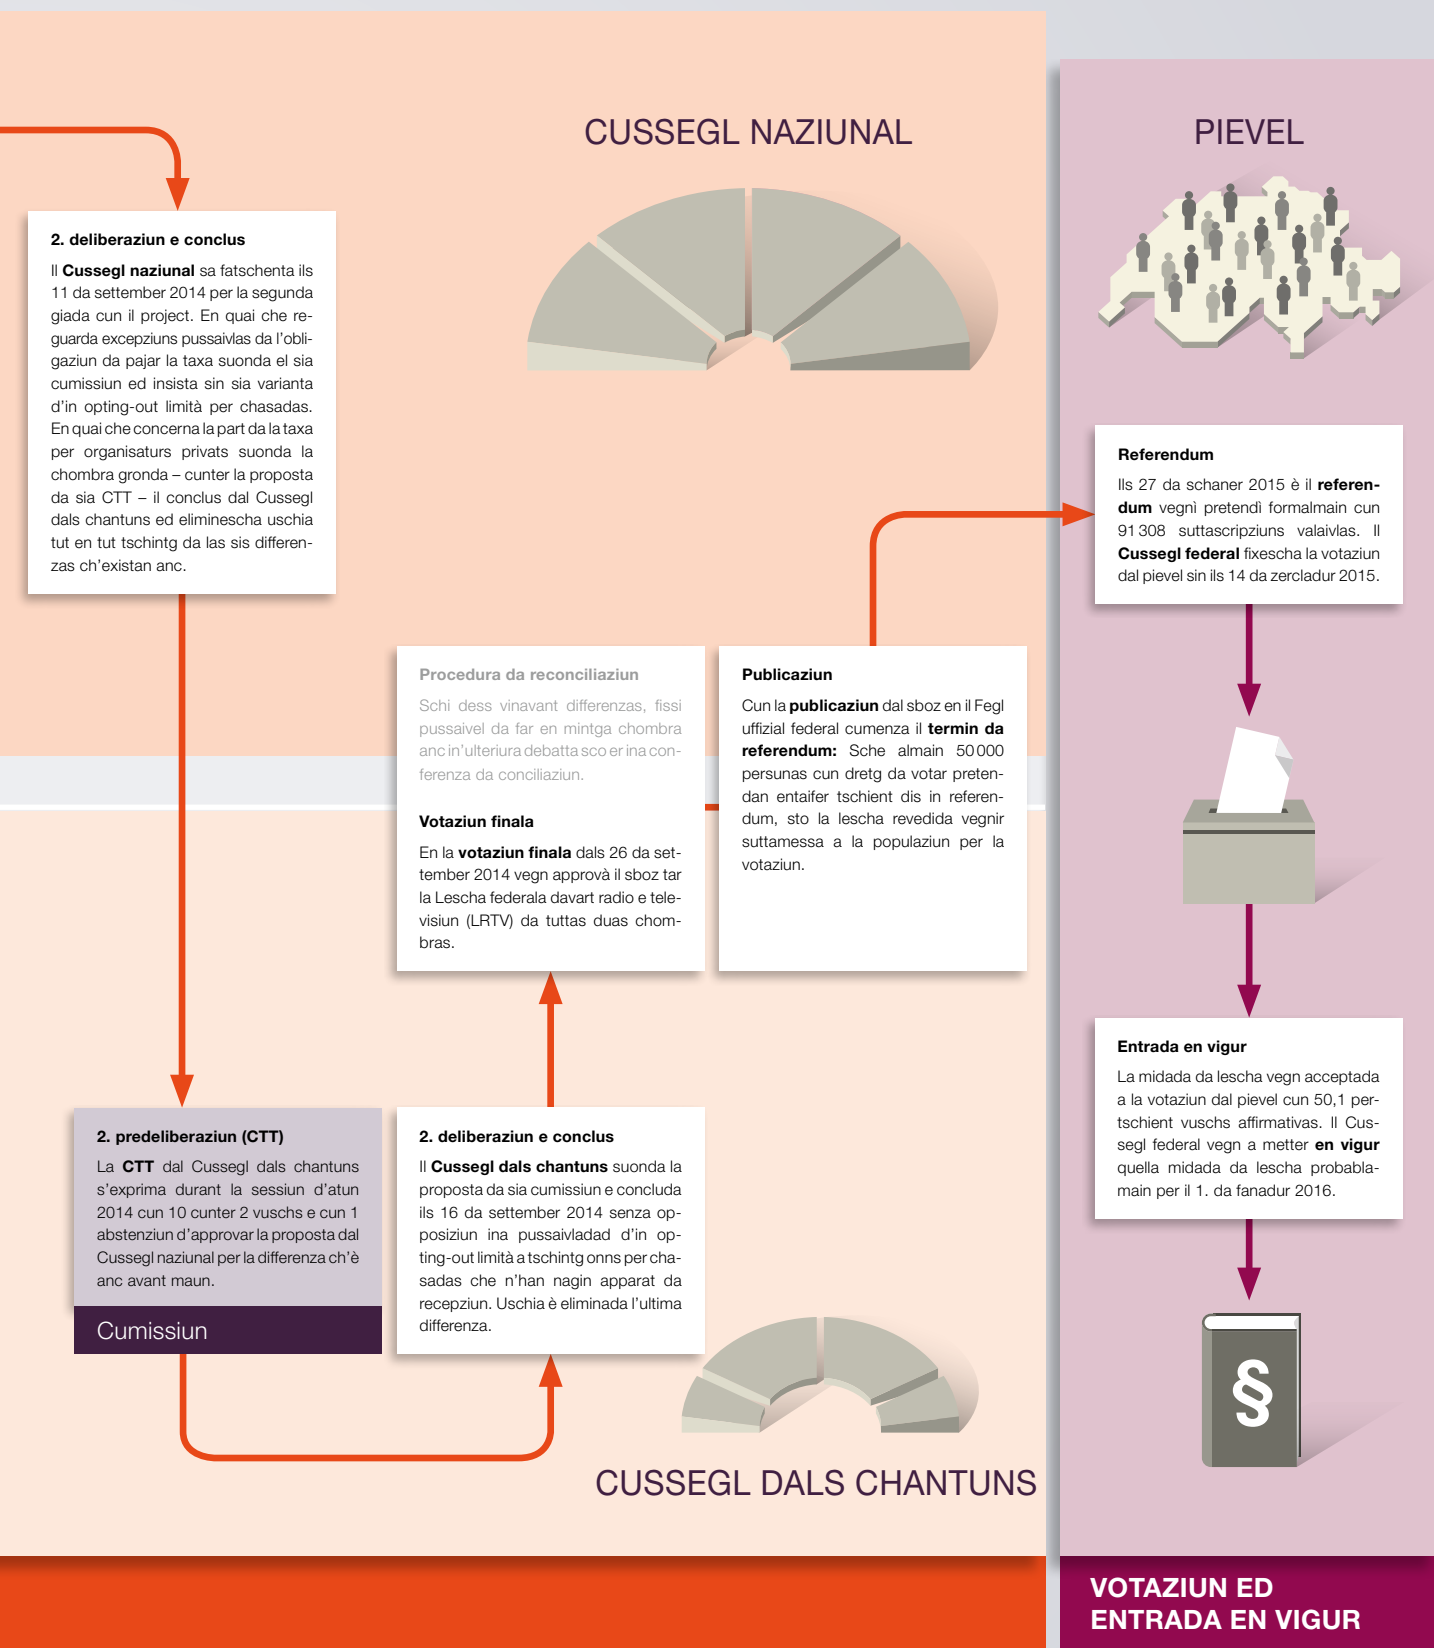 CUSSEGL NAZIUNAL
2. deliberaziun e conclus
Il Cussegl naziunal sa fatschenta ils
11 da settember 2014 per la segunda
giada cun il project. En quai che re-
guarda excepziuns pussaivlas da l’obli-
gaziun da pajar la taxa suonda el sia
cumissiun ed insista sin sia varianta
d’in opting-out limità per chasadas.
En quai che concerna la part da la taxa
per organisaturs privats suonda la
chombra gronda – cunter la proposta
da sia CTT – il conclus dal Cussegl
dals chantuns ed eliminescha uschia
tut en tut tschintg da las sis differen-
zas ch’existan anc.
2. predeliberaziun (CTT)
La CTT dal Cussegl dals chantuns
s’exprima durant la sessiun d’atun
2014 cun 10 cunter 2 vuschs e cun 1
abstenziun d’approvar la proposta dal
Cussegl naziunal per la differenza ch’è
anc avant maun.
Cumissiun
2. deliberaziun e conclus
Il Cussegl dals chantuns suonda la
proposta da sia cumissiun e concluda
ils 16 da settember 2014 senza op-
posiziun ina pussaivladad d’in op-
ting-out limità a tschintg onns per cha-
sadas che n’han nagin apparat da
recepziun. Uschia è eliminada l’ultima
differenza.
CUSSEGL DALS CHANTUNS
Procedura da reconciliaziun
Schi dess vinavant differenzas, fissi
pussaivel da far en mintga chombra
anc in’ulteriura debatta sco er ina con-
ferenza da conciliaziun.
Votaziun finala
En la votaziun finala dals 26 da set-
tember 2014 vegn approvà il sboz tar
la Lescha federala davart radio e tele-
visiun (LRTV) da tuttas duas chom-
bras.
Publicaziun
Cun la publicaziun dal sboz en il Fegl
uffizial federal cumenza il termin da
referendum: Sche almain 50 000
persunas cun dretg da votar preten-
dan entaifer tschient dis in referen-
dum, sto la lescha revedida vegnir
suttamessa a la populaziun per la
votaziun.
PIEVEL
Referendum
Ils 27 da schaner 2015 è il referen-
dum vegnì pretendì formalmain cun
91 308 suttascripziuns valaivlas. Il
Cussegl federal fixescha la votaziun
dal pievel sin ils 14 da zercladur 2015.
Entrada en vigur
La midada da lescha vegn acceptada
a la votaziun dal pievel cun 50,1 per-
tschient vuschs affirmativas. Il Cus-
segl federal vegn a metter en vigur
quella midada da lescha probabla-
main per il 1. da fanadur 2016.
§
VOTAZIUN ED
ENTRADA EN VIGUR